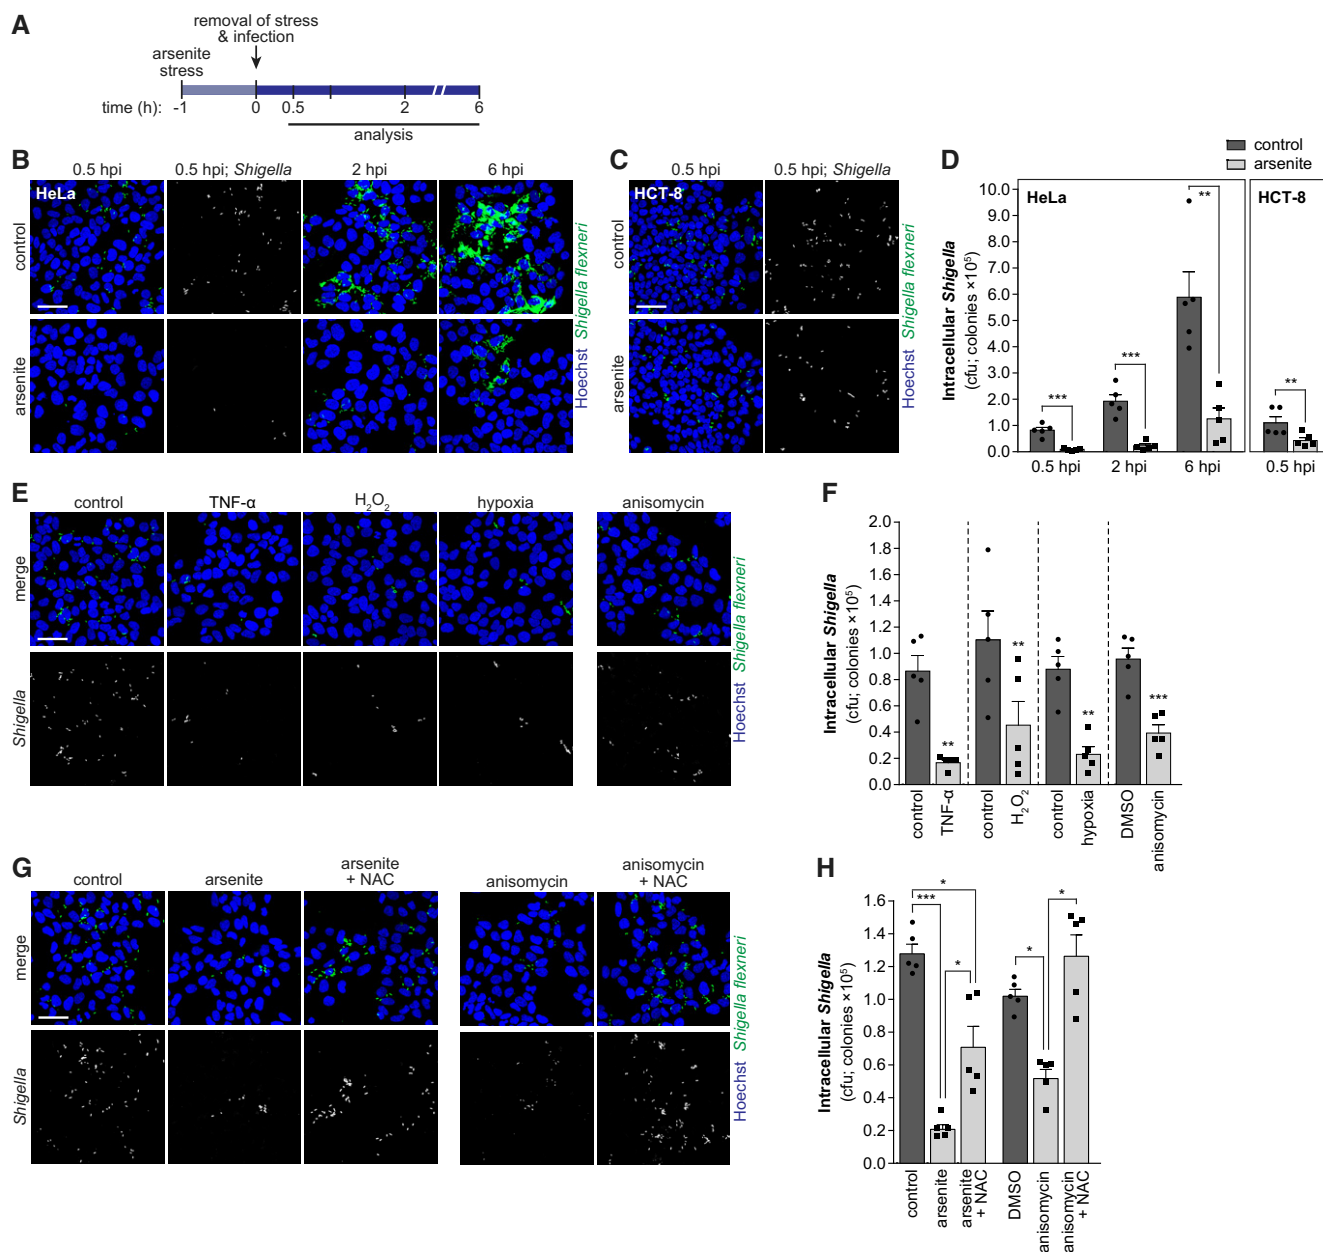 A
removal of stress
& infection
arsenite
stress
time (h):
-1
0
0.5
2
6
analysis
B
0.5 hpi
0.5 hpi; Shigella
2 hpi
6 hpi
HeLa
control
arsenite
Hoechst Shigella flexneri
C
0.5 hpi
0.5 hpi; Shigella
HCT-8
control
arsenite
Hoechst Shigella flexneri
D
control
arsenite
HeLa
HCT-8
Intracellular Shigella
(cfu; colonies ×10⁵)
10.0
9.0
8.0
7.0
6.0
5.0
4.0
3.0
2.0
1.0
0.0
***
***
**
**
0.5 hpi
2 hpi
6 hpi
0.5 hpi
E
control
TNF-α
H₂O₂
hypoxia
anisomycin
merge
Shigella
Hoechst Shigella flexneri
F
Intracellular Shigella
(cfu; colonies ×10⁵)
2.0
1.8
1.6
1.4
1.2
1.0
0.8
0.6
0.4
0.2
0.0
**
**
**
***
control
TNF-α
control
H₂O₂
control
hypoxia
DMSO
anisomycin
G
control
arsenite
arsenite
+ NAC
anisomycin
anisomycin
+ NAC
merge
Shigella
Hoechst Shigella flexneri
H
Intracellular Shigella
(cfu; colonies ×10⁵)
1.6
1.4
1.2
1.0
0.8
0.6
0.4
0.2
0.0
*
***
*
*
*
control
arsenite
arsenite
+ NAC
DMSO
anisomycin
anisomycin
+ NAC